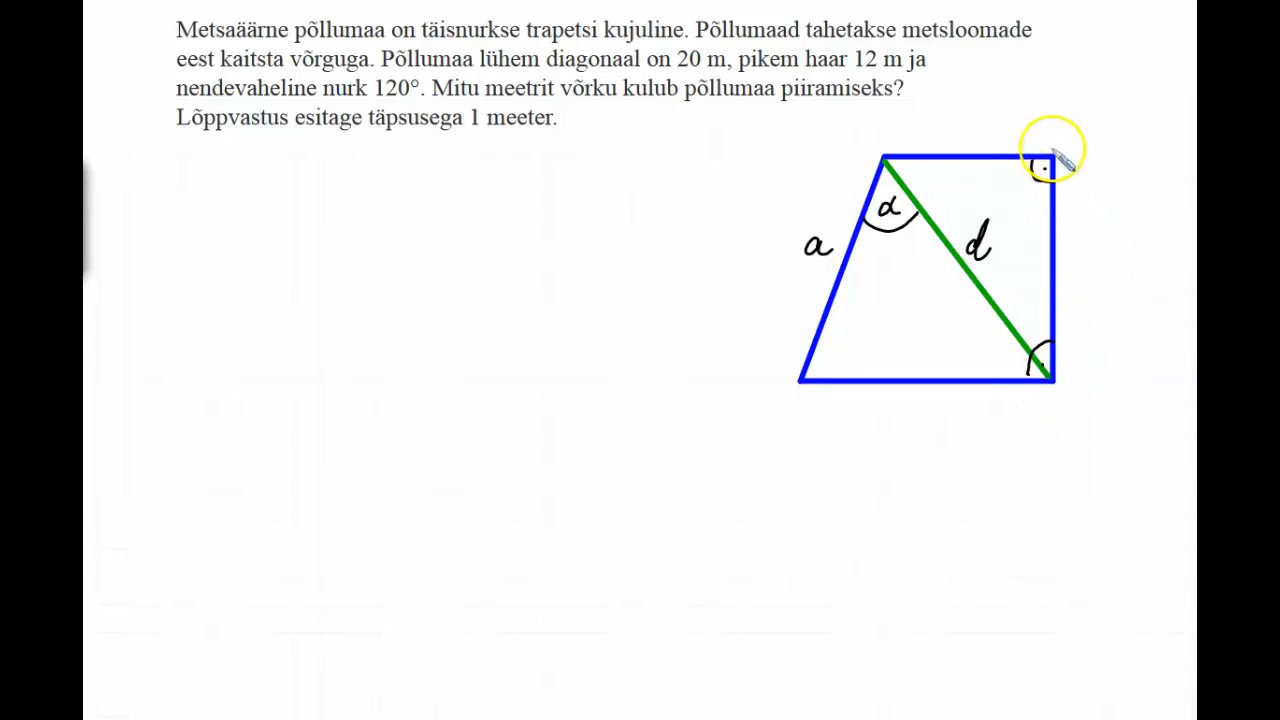 Metsaäärne põllumaa on täisnurkse trapetsi kujuline. Põllumaad tahetakse metsloomade
eest kaitsta võrguga. Põllumaa lühem diagonaal on 20 m, pikem haar 12 m ja
nendevaheline nurk 120°. Mitu meetrit võrku kulub põllumaa piiramiseks?
Lõppvastus esitage täpsusega 1 meeter.
α
a
d